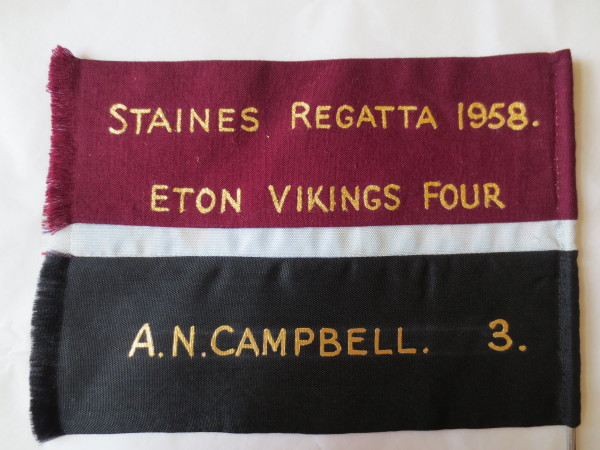 STAINES REGATTA 1958.
ETON VIKINGS FOUR
A.N. CAMPBELL. 3.